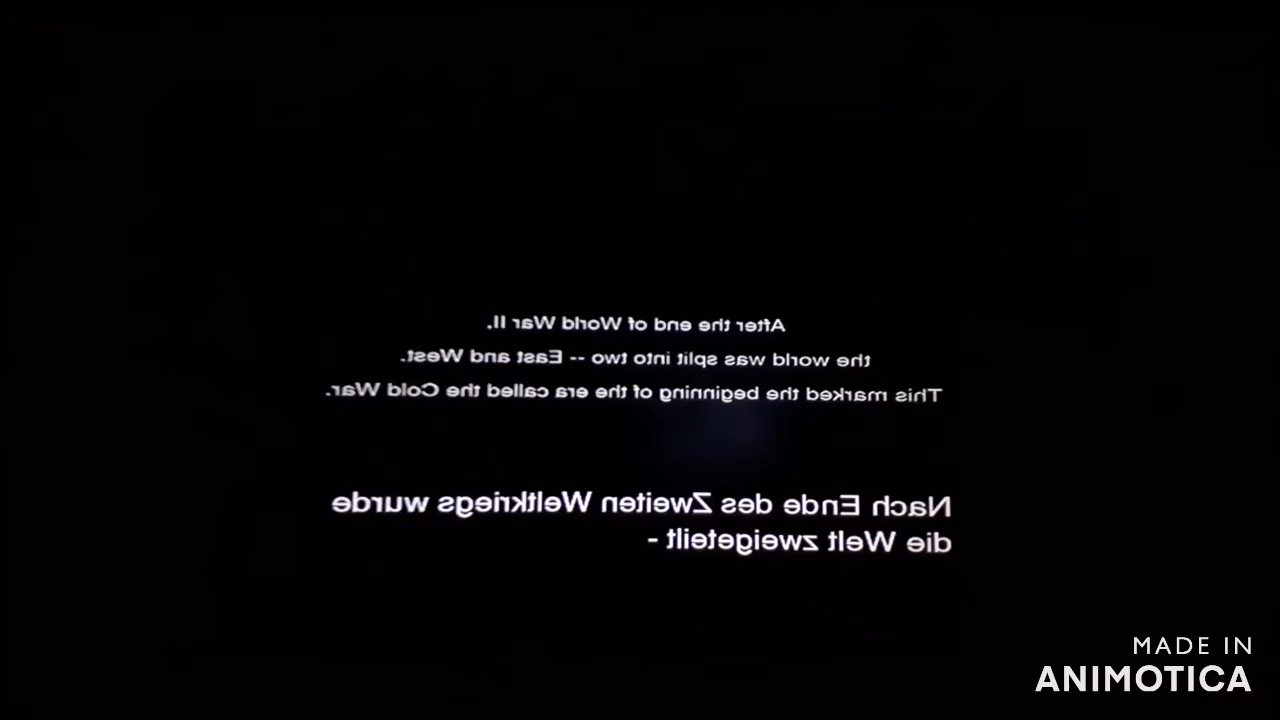 After the end of World War II.
the world was split into two -- East and West.
This marked the beginning of the era called the Cold War.
Nach Ende des Zweiten Weltkriegs wurde
die Welt zweigeteilt -
MADE IN
ANIMOTICA